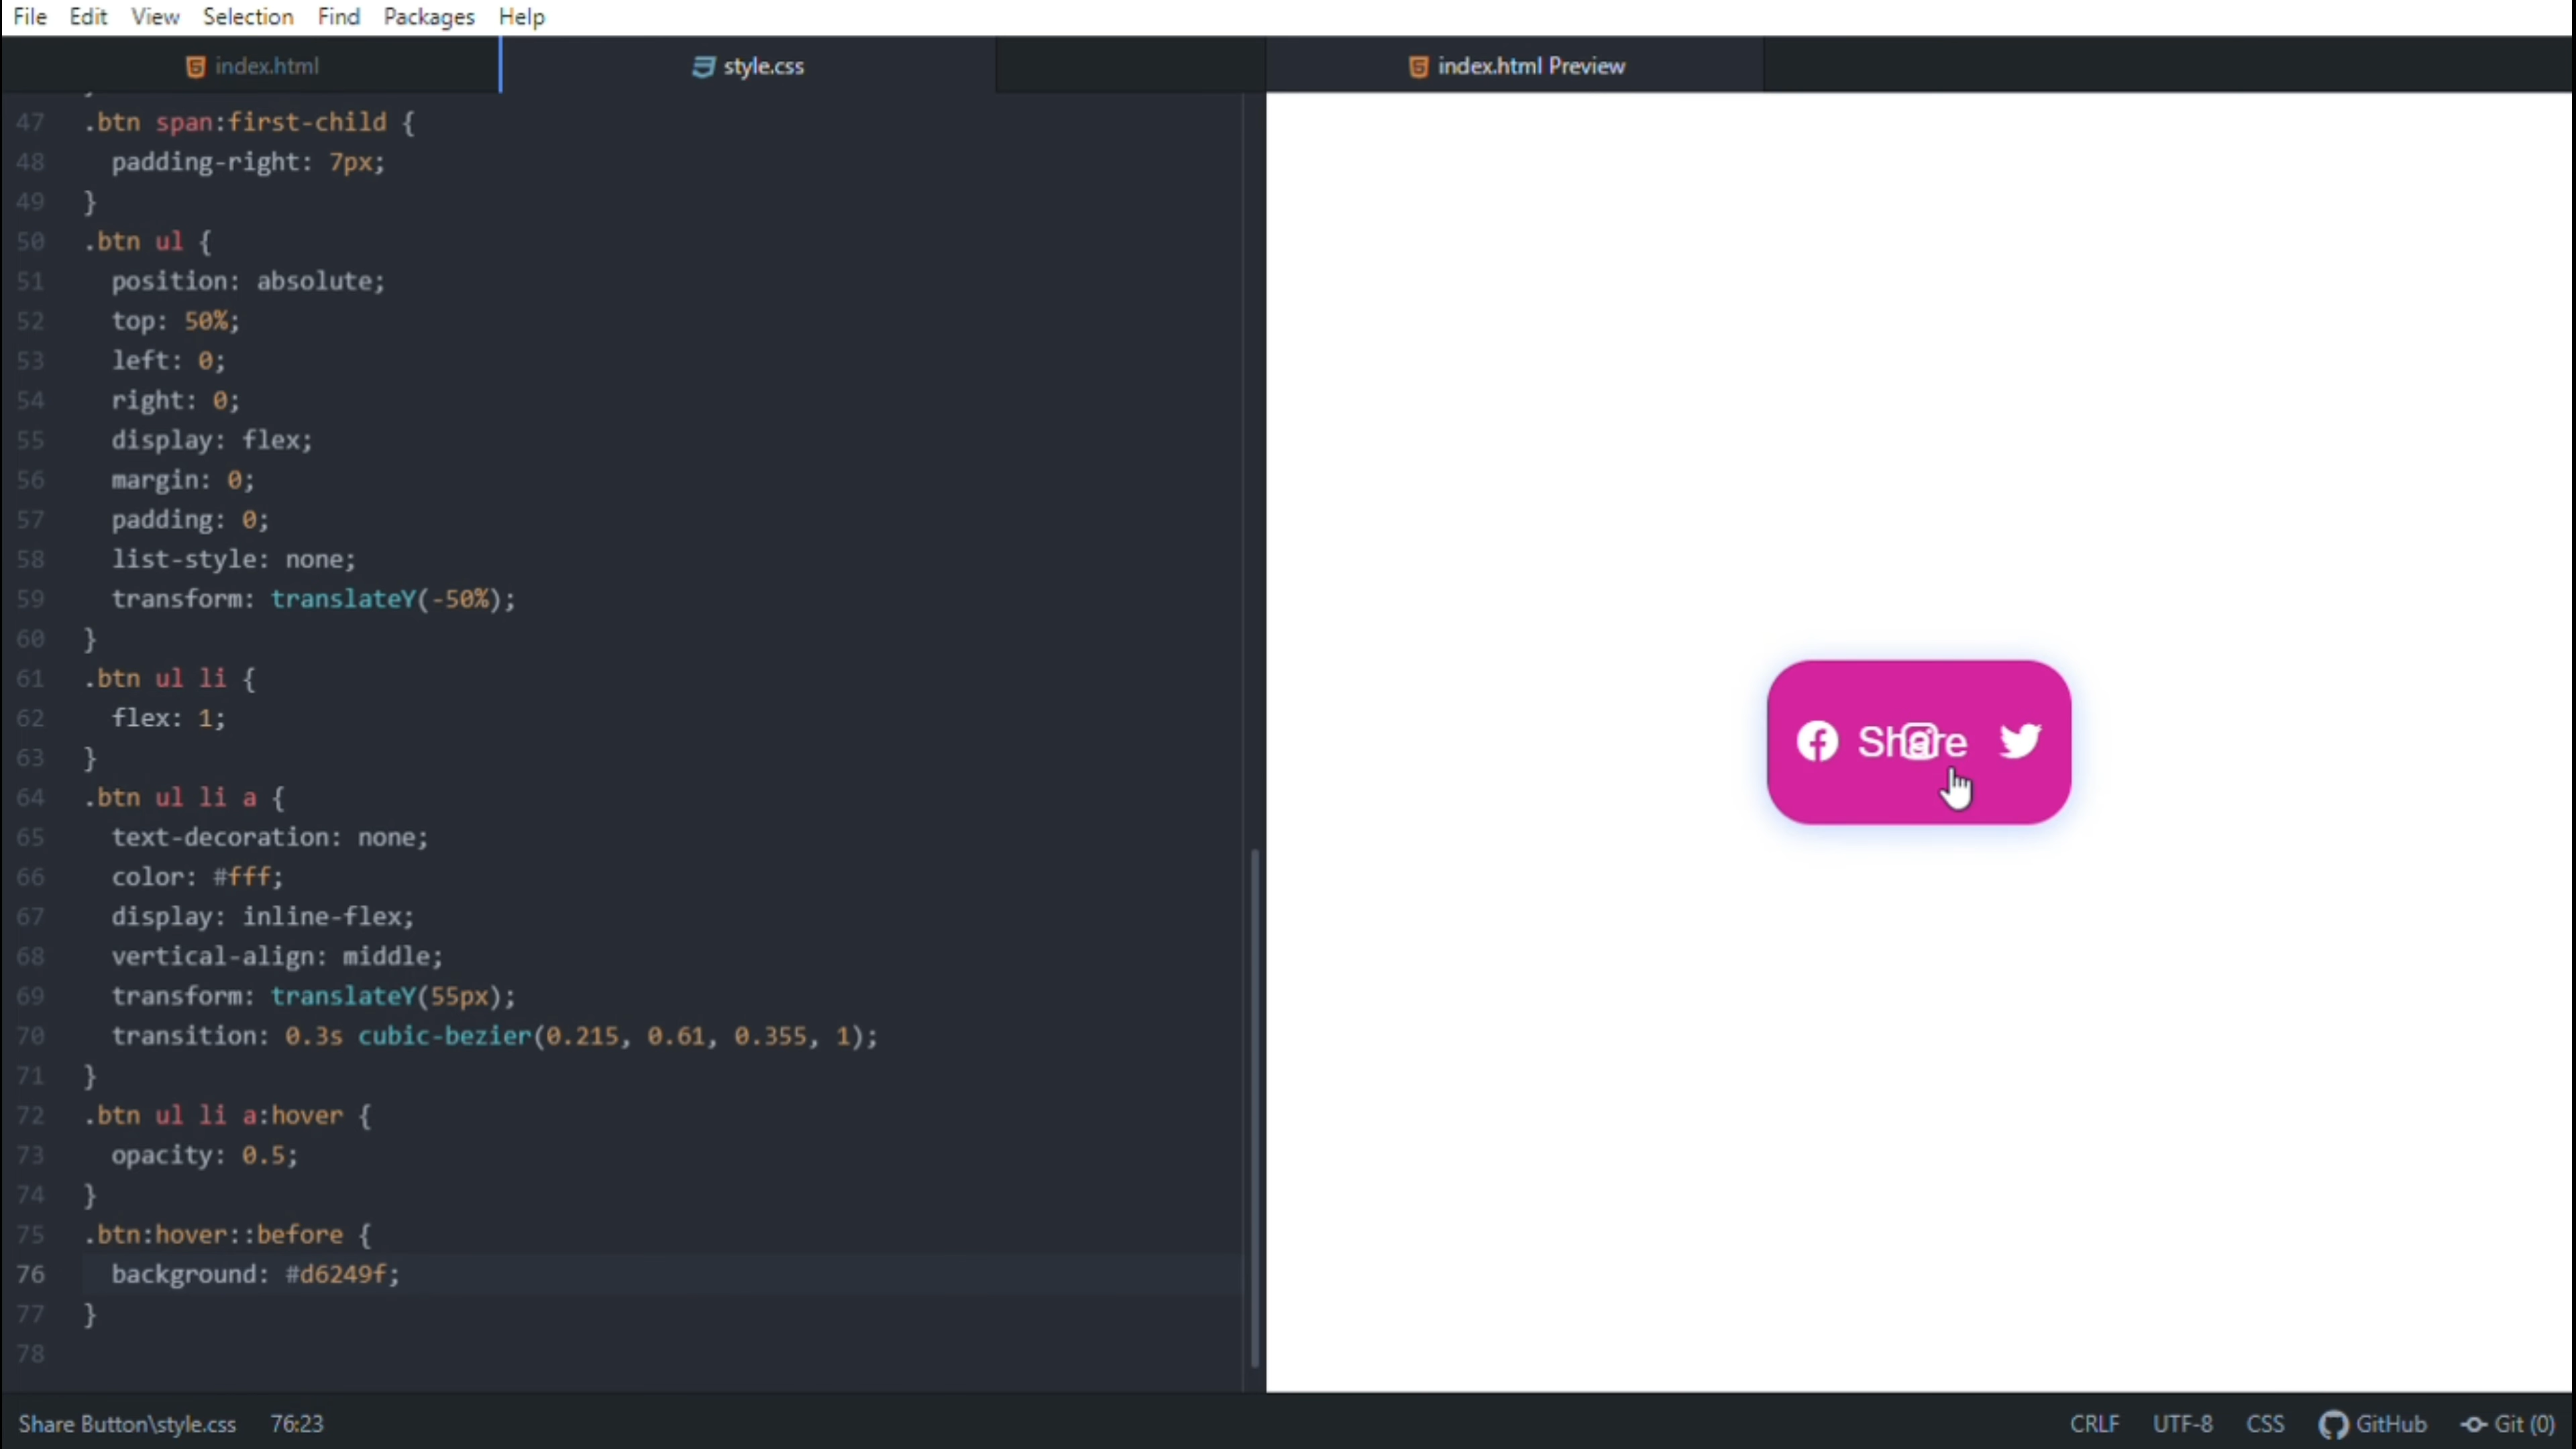 File Edit View Selection Find Packages Help
index.html style.css index.html Preview
47 .btn span:first-child {
48 padding-right: 7px;
49 }
50 .btn ul {
51 position: absolute;
52 top: 50%;
53 left: 0;
54 right: 0;
55 display: flex;
56 margin: 0;
57 padding: 0;
58 list-style: none;
59 transform: translateY(-50%);
60 }
61 .btn ul li {
62 flex: 1;
63 }
64 .btn ul li a {
65 text-decoration: none;
66 color: #fff;
67 display: inline-flex;
68 vertical-align: middle;
69 transform: translateY(55px);
70 transition: 0.3s cubic-bezier(0.215, 0.61, 0.355, 1);
71 }
72 .btn ul li a:hover {
73 opacity: 0.5;
74 }
75 .btn:hover::before {
76 background: #d6249f;
77 }
78
Share
Share Button\style.css 76:23 CRLF UTF-8 CSS GitHub Git (0)